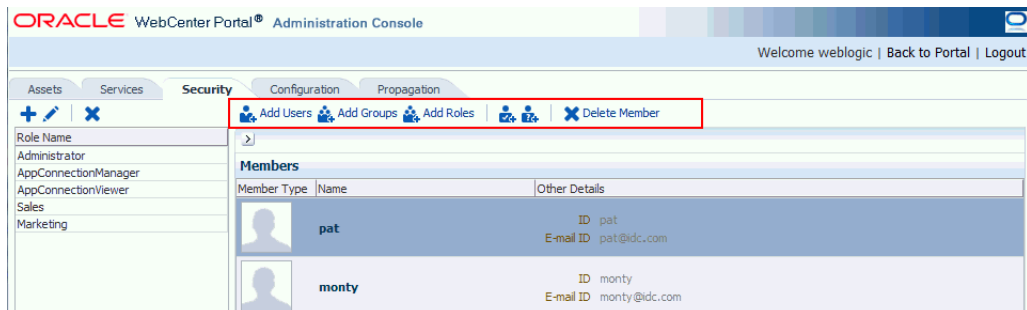 ORACLE WebCenter Portal® Administration Console
Welcome weblogic | Back to Portal | Logout
Assets Services Security Configuration Propagation
Add Users Add Groups Add Roles Delete Member
Role Name
Administrator
AppConnectionManager
AppConnectionViewer
Sales
Marketing
Members
Member Type Name Other Details
pat
ID pat
E-mail ID pat@idc.com
monty
ID monty
E-mail ID monty@idc.com